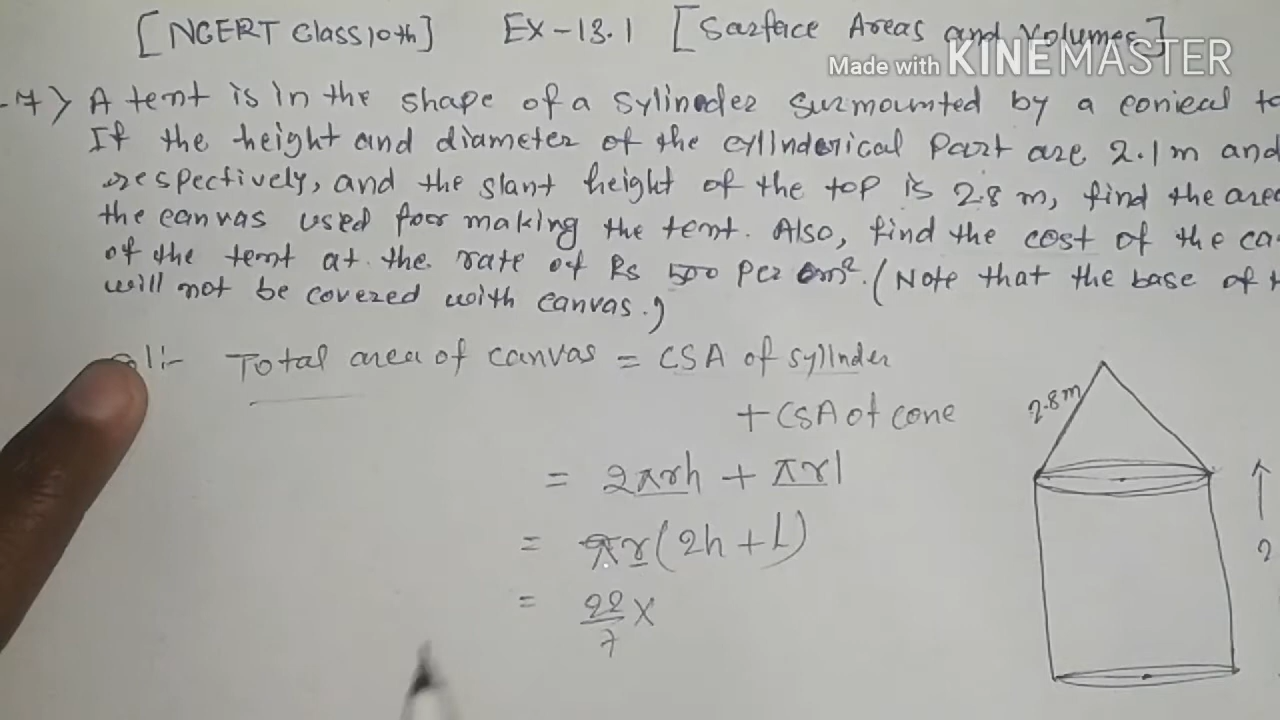 [NCERT Class 10th] EX-13.1 [Surface Areas and Volumes]
Made with KINEMASTER
-7) A tent is in the shape of a sylinder surmounted by a conical to
If the height and diameter of the cylinderical part are 2.1 m and
respectively, and the slant height of the top is 2.8 m, find the area
the canvas used foor making the tent. Also, find the cost of the ca
of the tent at the rate of Rs 500 per m². (Note that the base of t
will not be covered with canvas.)
ol:- Total area of canvas = CSA of syllnder
+ CSA of cone
= 2πrh + πrl
= πr(2h+l)
= 22/7 ×
2.8m
2